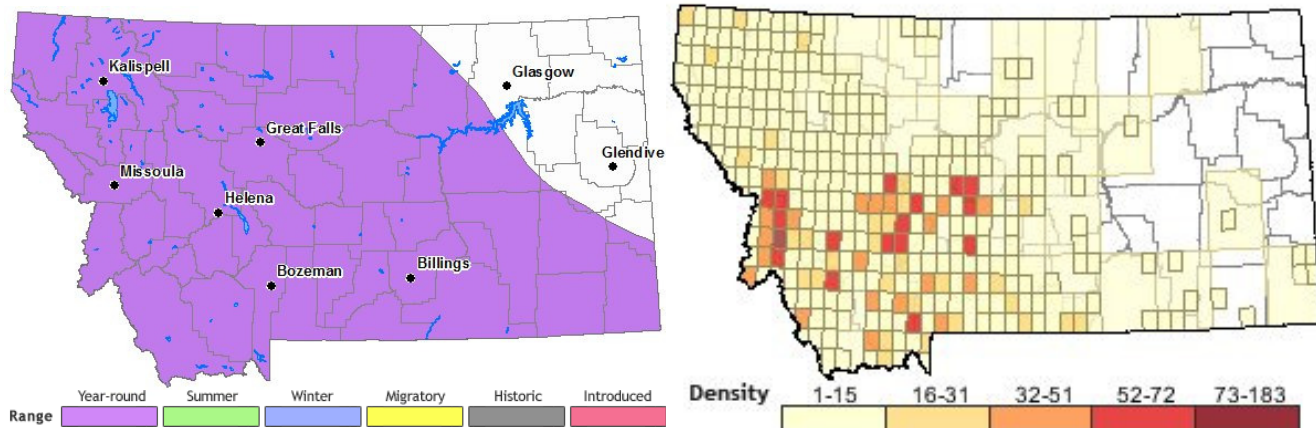 Kalispell
Glasgow
Great Falls
Glendive
Missoula
Helena
Bozeman
Billings
Year-round Summer Winter Migratory Historic Introduced
Range
Density 1-15 16-31 32-51 52-72 73-183